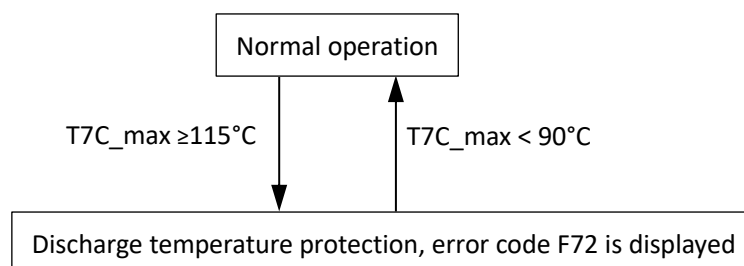 Normal operation
T7C_max ≥115°C
T7C_max < 90°C
Discharge temperature protection, error code F72 is displayed